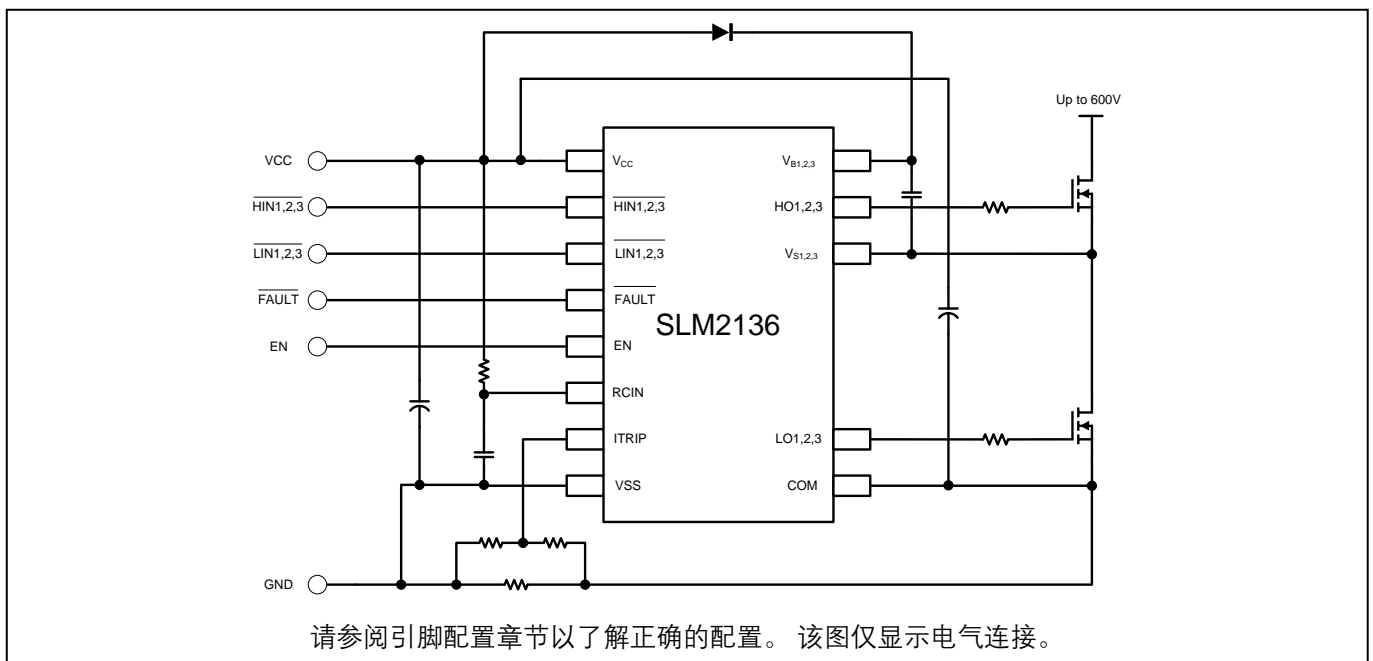 Up to 600V
VCC
HIN1,2,3
LIN1,2,3
FAULT
EN
GND
VCC
HIN1,2,3
LIN1,2,3
FAULT
EN
RCIN
ITRIP
VSS
SLM2136
VB1,2,3
HO1,2,3
VS1,2,3
LO1,2,3
COM
请参阅引脚配置章节以了解正确的配置。 该图仅显示电气连接。